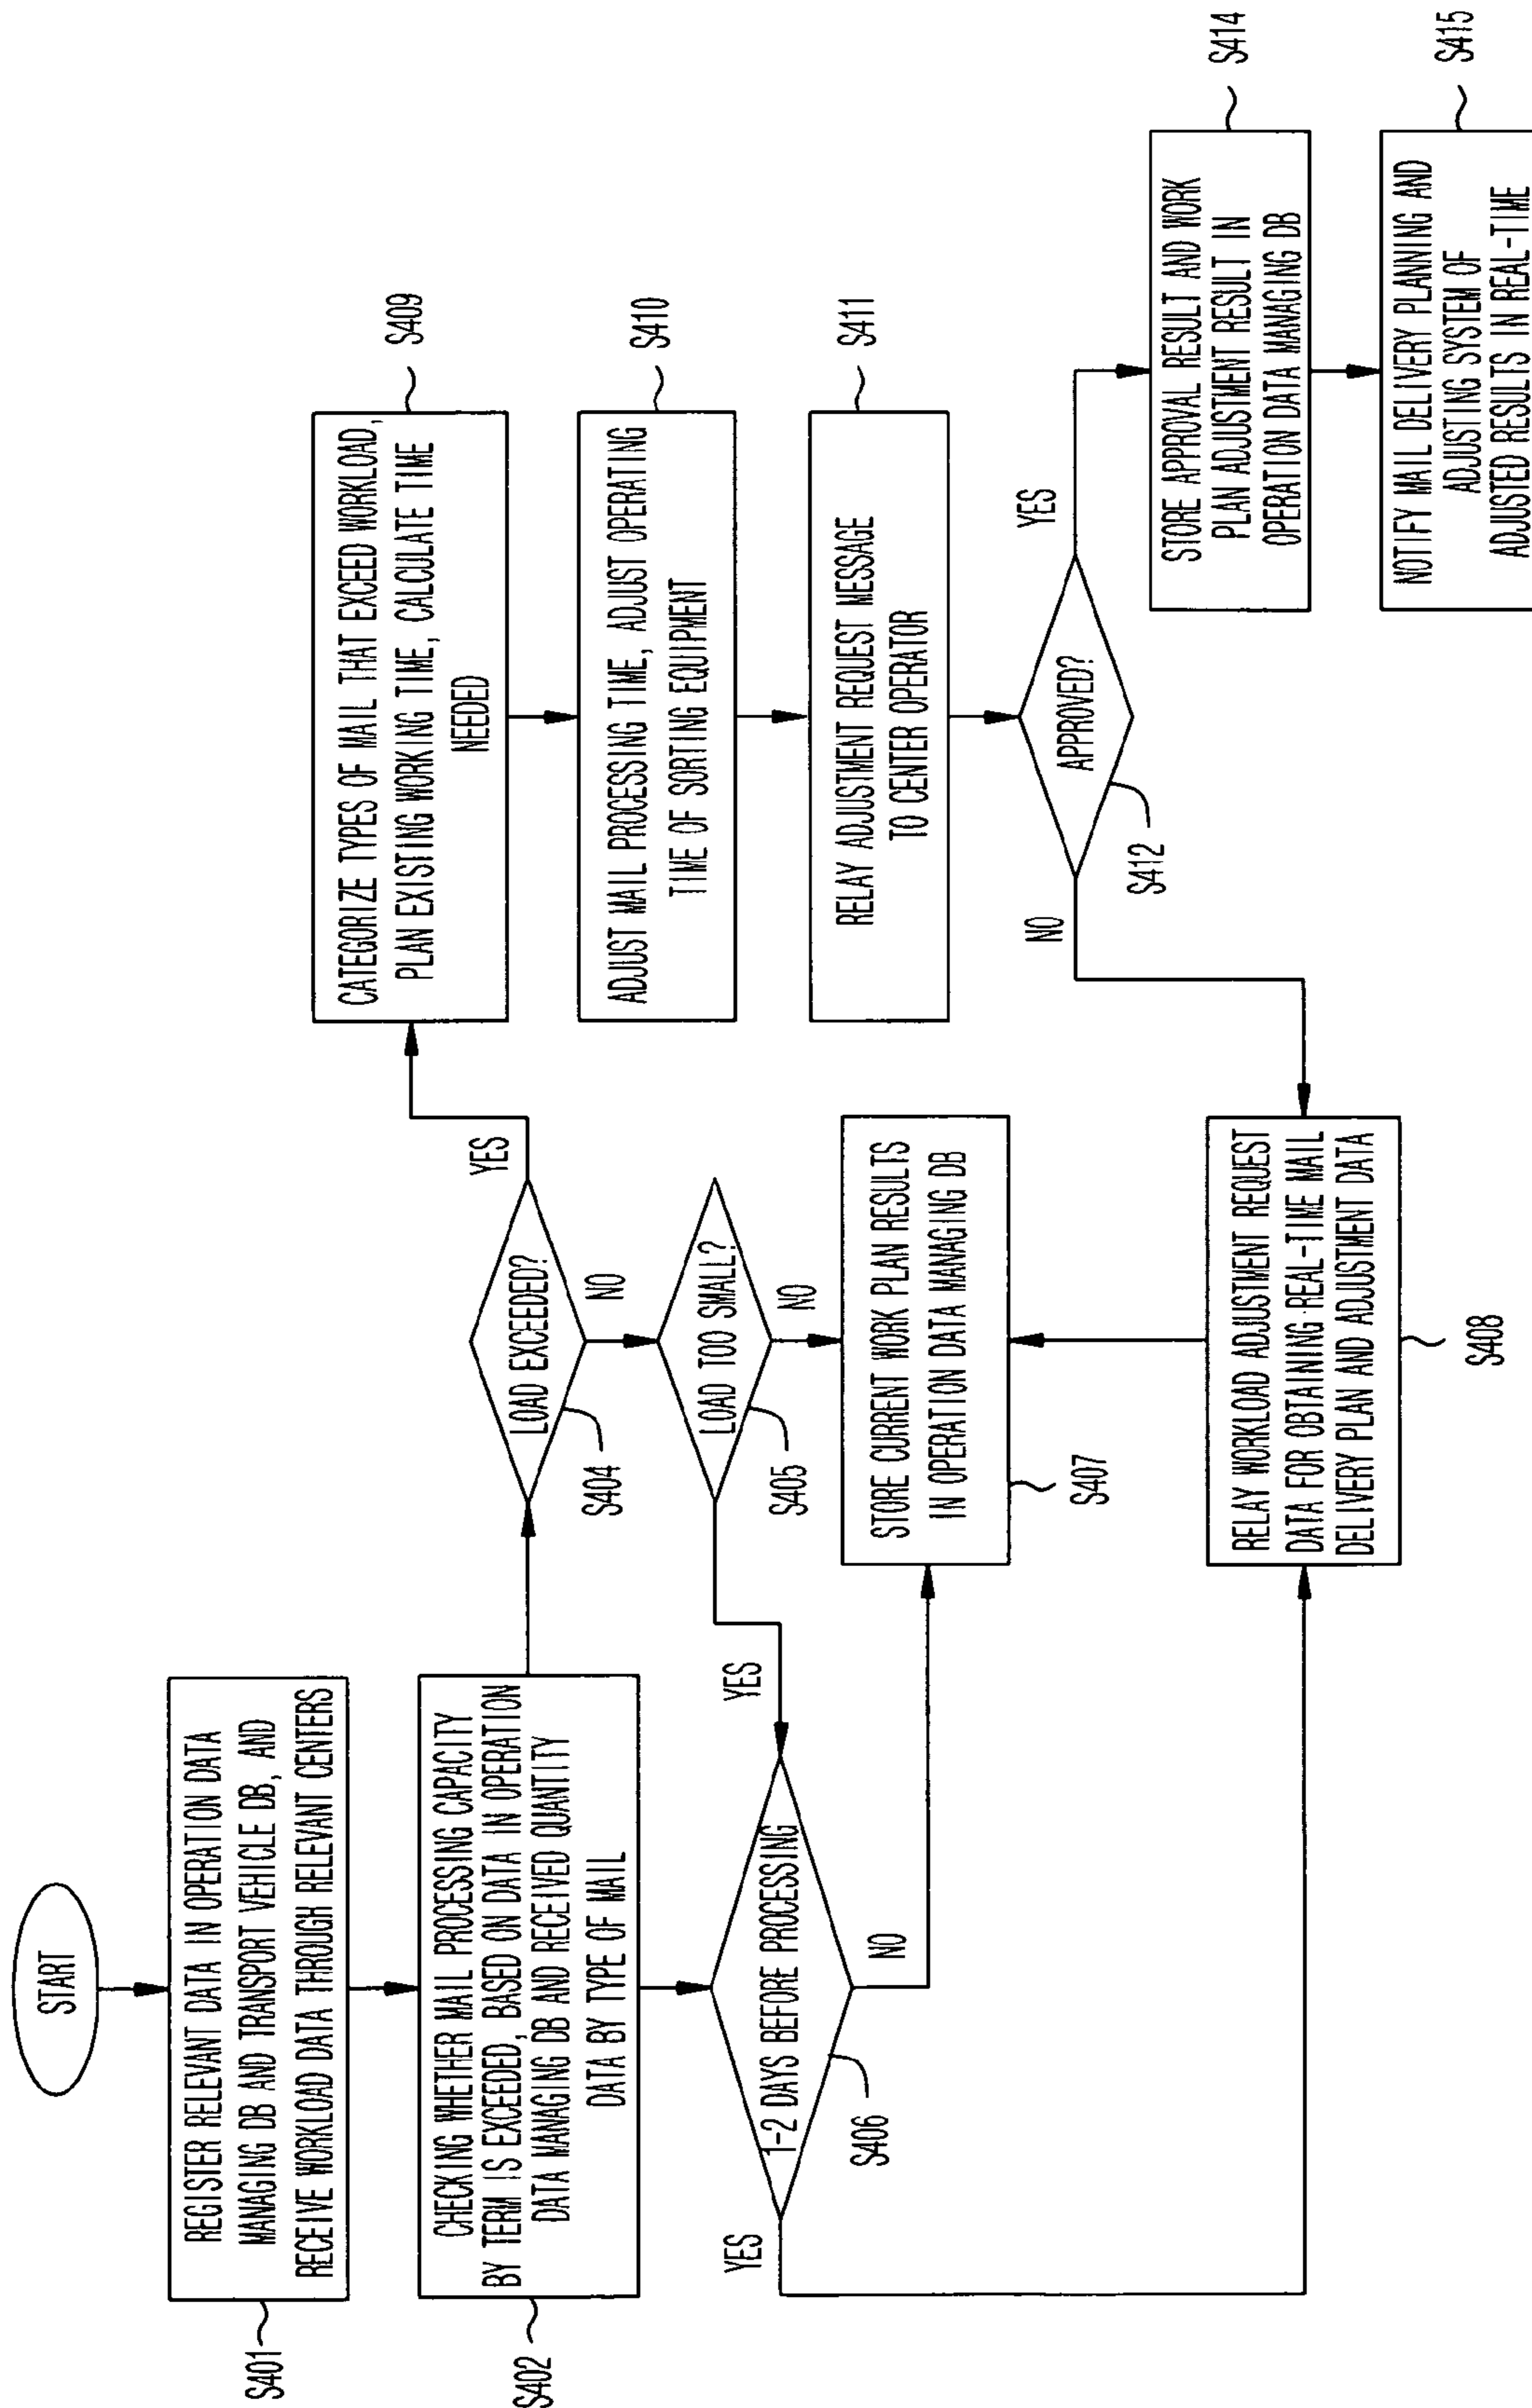 START
REGISTER RELEVANT DATA IN OPERATION DATA
MANAGING DB AND TRANSPORT VEHICLE DB, AND
RECEIVE WORKLOAD DATA THROUGH RELEVANT CENTERS
S401
CHECKING WHETHER MAIL PROCESSING CAPACITY
BY TERM IS EXCEEDED, BASED ON DATA IN OPERATION
DATA MANAGING DB AND RECEIVED QUANTITY
DATA BY TYPE OF MAIL
S402
LOAD EXCEEDED?
YES
NO
S404
LOAD TOO SMALL?
YES
NO
S405
1-2 DAYS BEFORE PROCESSING
YES
NO
S406
STORE CURRENT WORK PLAN RESULTS
IN OPERATION DATA MANAGING DB
S407
RELAY WORKLOAD ADJUSTMENT REQUEST
DATA FOR OBTAINING REAL-TIME MAIL
DELIVERY PLAN AND ADJUSTMENT DATA
S408
CATEGORIZE TYPES OF MAIL THAT EXCEED WORKLOAD,
PLAN EXISTING WORKING TIME, CALCULATE TIME
NEEDED
S409
ADJUST MAIL PROCESSING TIME, ADJUST OPERATING
TIME OF SORTING EQUIPMENT
S410
RELAY ADJUSTMENT REQUEST MESSAGE
TO CENTER OPERATOR
S411
APPROVED?
YES
NO
S412
STORE APPROVAL RESULT AND WORK
PLAN ADJUSTMENT RESULT IN
OPERATION DATA MANAGING DB
S414
NOTIFY MAIL DELIVERY PLANNING AND
ADJUSTING SYSTEM OF
ADJUSTED RESULTS IN REAL-TIME
S415